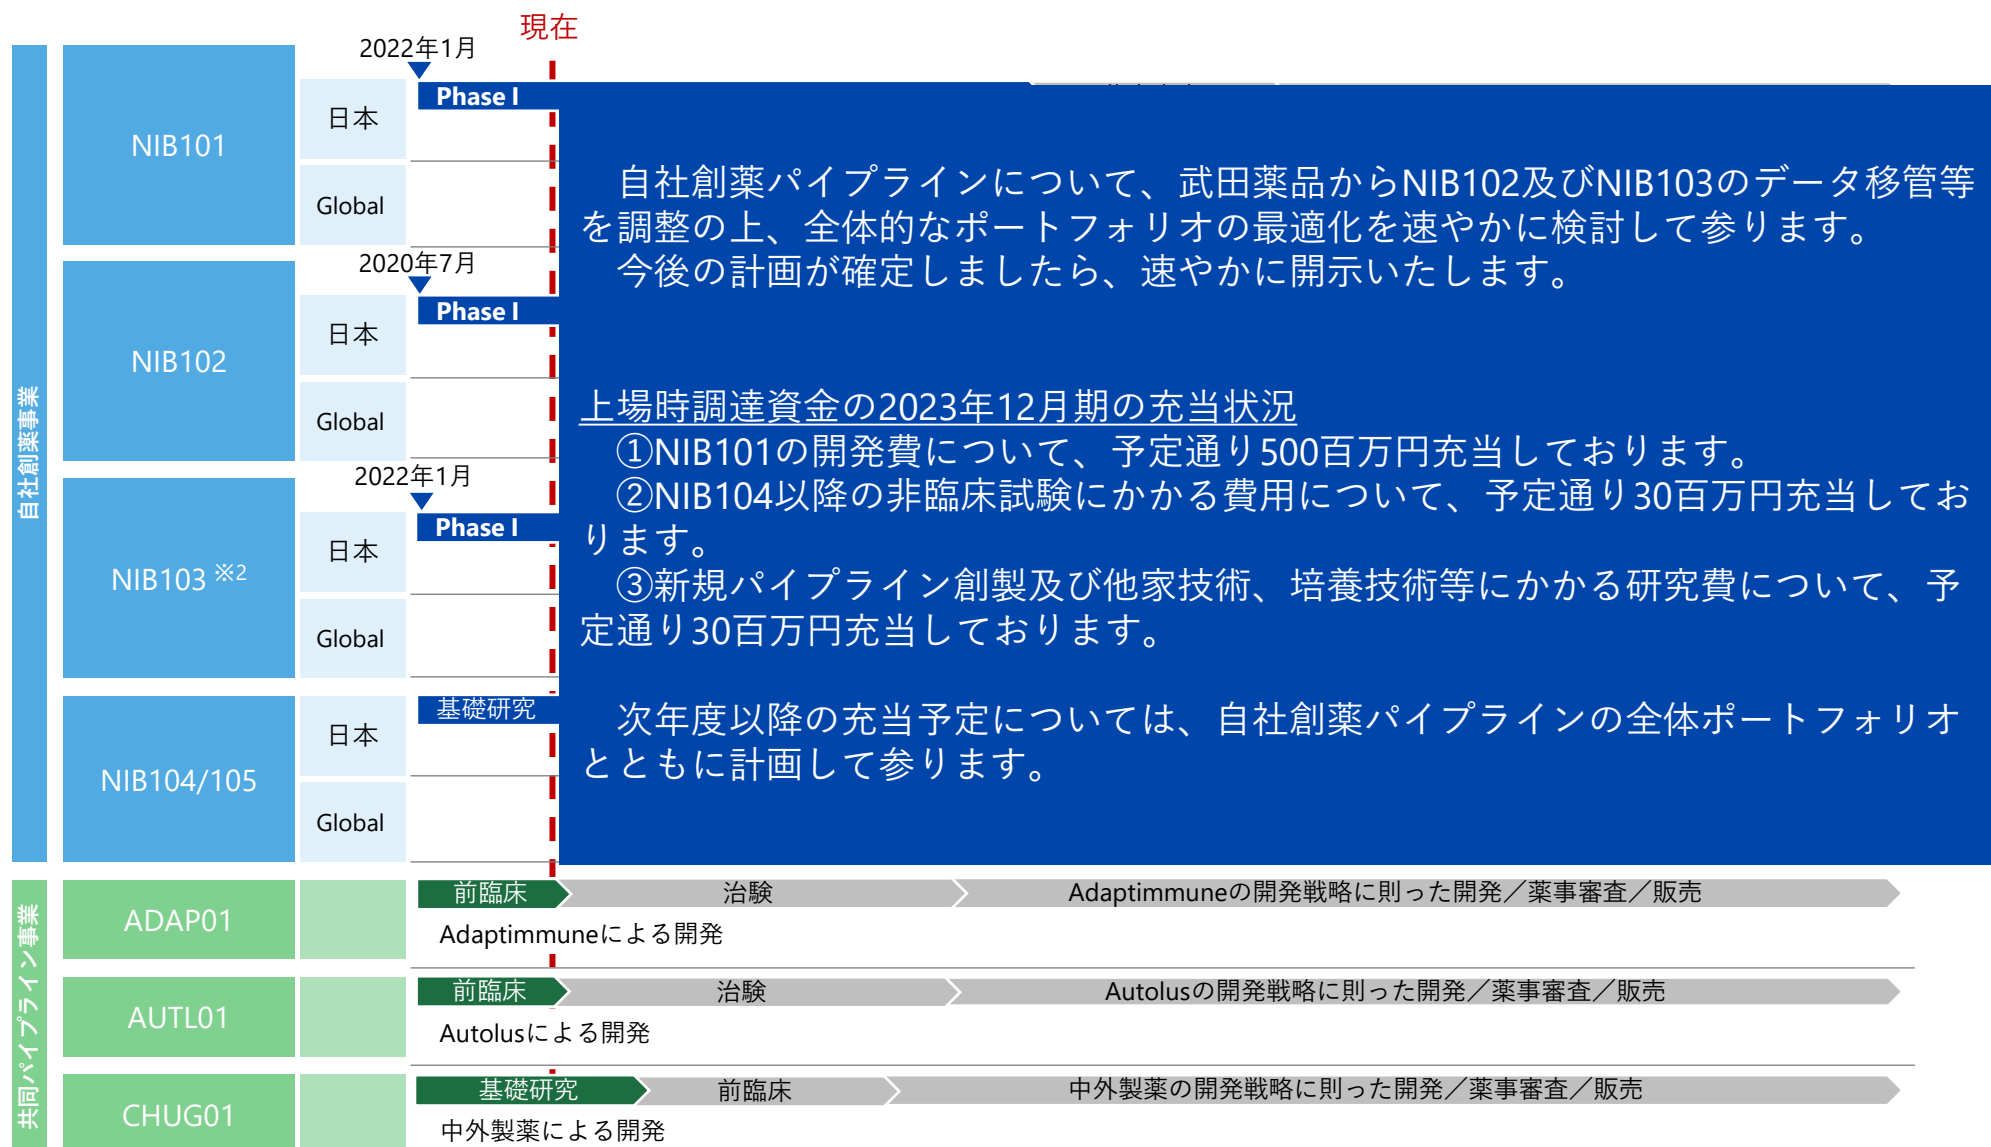 現在
2022年1月
自社創薬事業
NIB101
日本
Phase I
Global
2020年7月
NIB102
日本
Phase I
Global
2022年1月
NIB103 ※2
日本
Phase I
Global
NIB104/105
日本
基礎研究
Global
自社創薬パイプラインについて、武田薬品からNIB102及びNIB103のデータ移管等
を調整の上、全体的なポートフォリオの最適化を速やかに検討して参ります。
今後の計画が確定しましたら、速やかに開示いたします。
上場時調達資金の2023年12月期の充当状況
①NIB101の開発費について、予定通り500百万円充当しております。
②NIB104以降の非臨床試験にかかる費用について、予定通り30百万円充当してお
ります。
③新規パイプライン創製及び他家技術、培養技術等にかかる研究費について、予
定通り30百万円充当しております。
次年度以降の充当予定については、自社創薬パイプラインの全体ポートフォリオ
とともに計画して参ります。
共同パイプライン事業
ADAP01
前臨床
治験
Adaptimmuneの開発戦略に則った開発／薬事審査／販売
Adaptimmuneによる開発
AUTL01
前臨床
治験
Autolusの開発戦略に則った開発／薬事審査／販売
Autolusによる開発
CHUG01
基礎研究
前臨床
中外製薬の開発戦略に則った開発／薬事審査／販売
中外製薬による開発